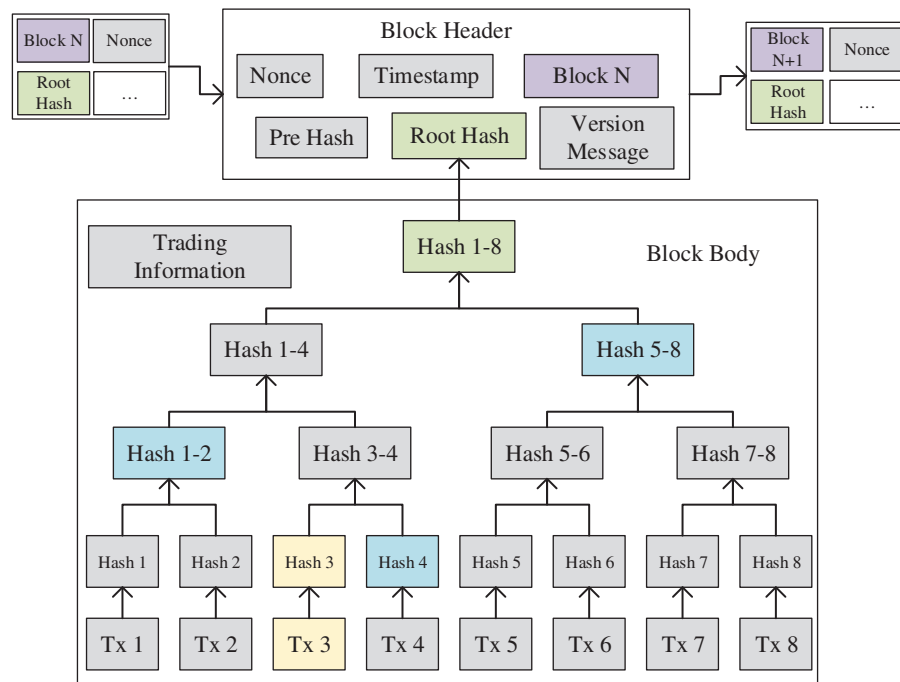 Block N
Nonce
Root
Hash
...
Block Header
Nonce
Timestamp
Block N
Pre Hash
Root Hash
Version
Message
Block
N+1
Nonce
Root
Hash
...
Trading
Information
Hash 1-8
Block Body
Hash 1-4
Hash 5-8
Hash 1-2
Hash 3-4
Hash 5-6
Hash 7-8
Hash 1
Hash 2
Hash 3
Hash 4
Hash 5
Hash 6
Hash 7
Hash 8
Tx 1
Tx 2
Tx 3
Tx 4
Tx 5
Tx 6
Tx 7
Tx 8